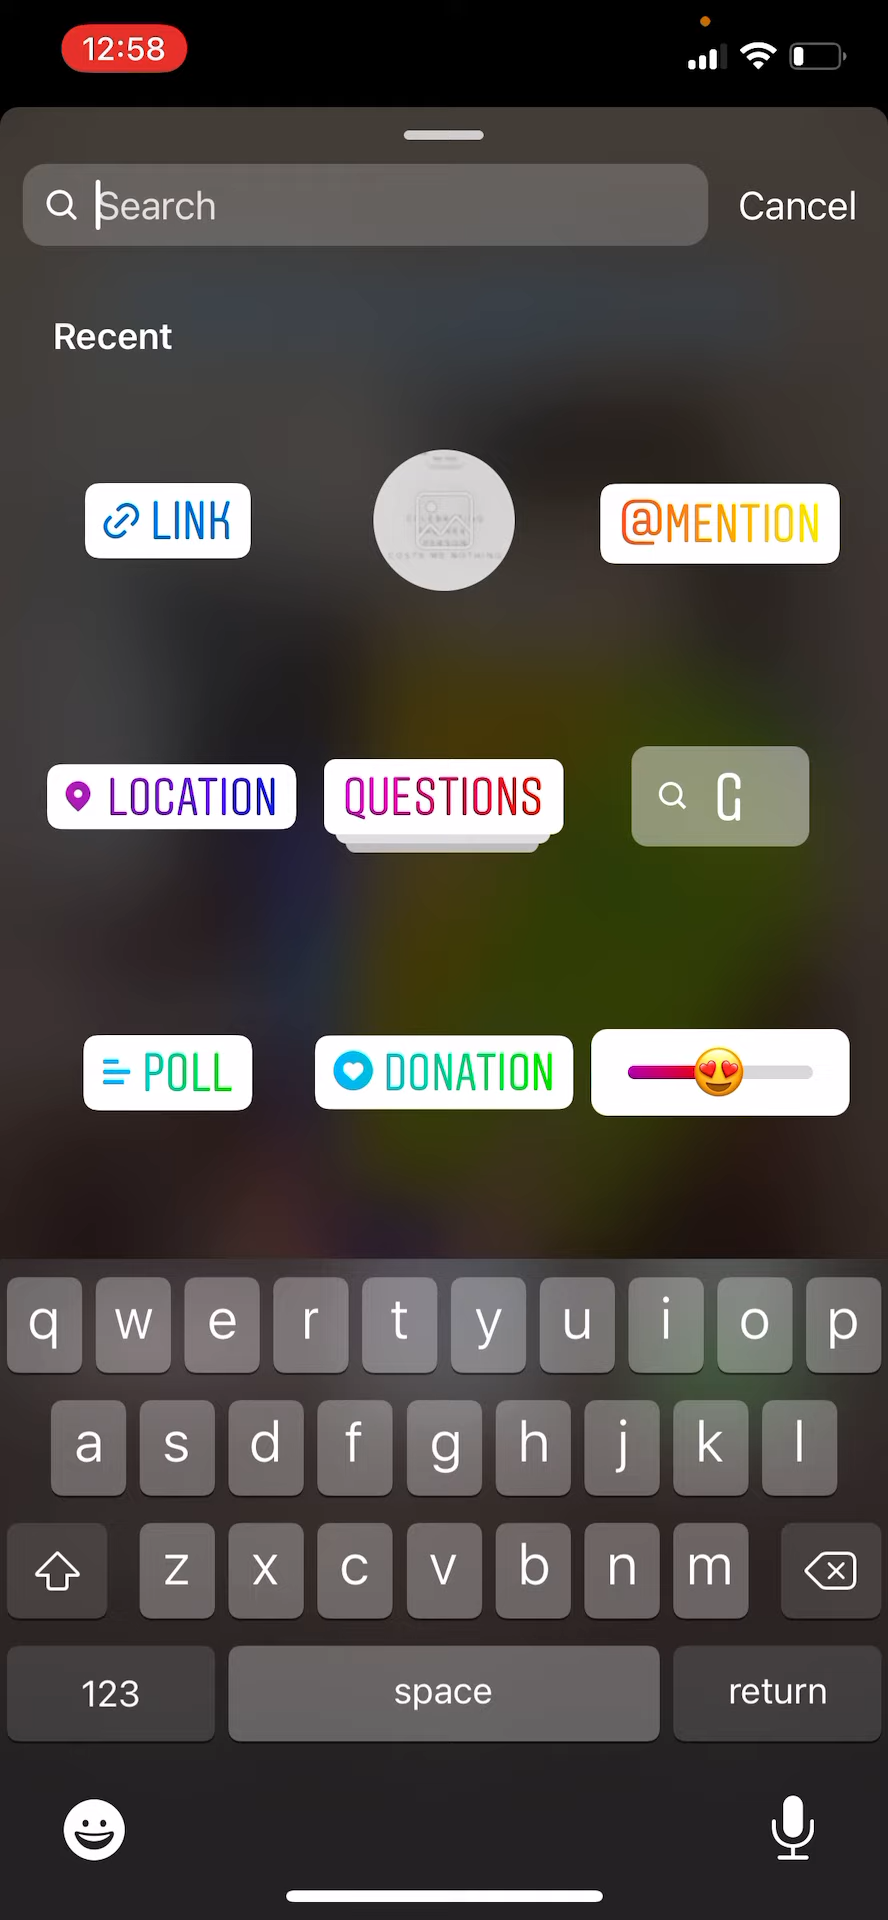 12:58
Search
Cancel
Recent
LINK
@MENTION
LOCATION
QUESTIONS
G
POLL
DONATION
q w e r t y u i o p
a s d f g h j k l
z x c v b n m
123
space
return